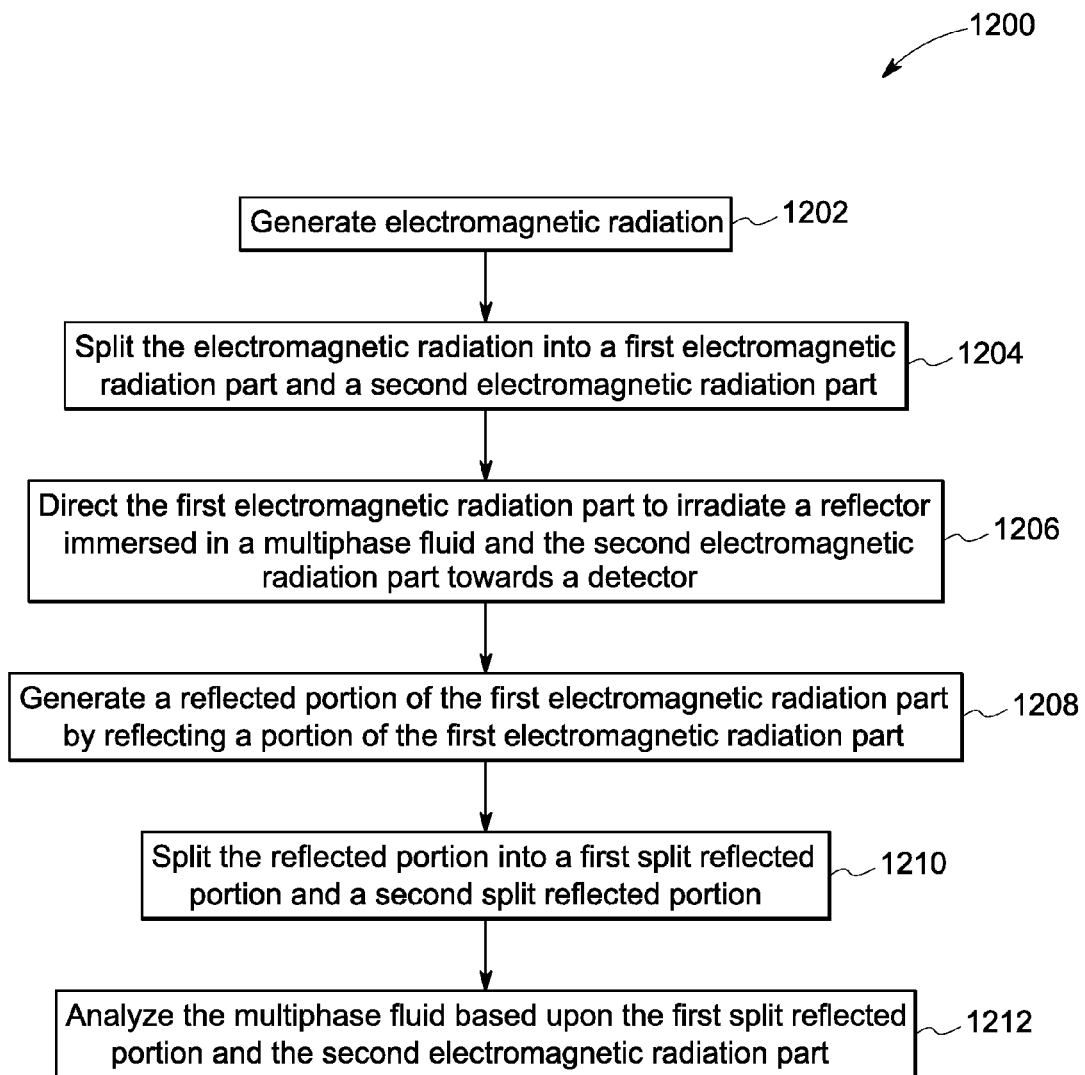 1200
Generate electromagnetic radiation
1202
Split the electromagnetic radiation into a first electromagnetic
radiation part and a second electromagnetic radiation part
1204
Direct the first electromagnetic radiation part to irradiate a reflector
immersed in a multiphase fluid and the second electromagnetic
radiation part towards a detector
1206
Generate a reflected portion of the first electromagnetic radiation part
by reflecting a portion of the first electromagnetic radiation part
1208
Split the reflected portion into a first split reflected
portion and a second split reflected portion
1210
Analyze the multiphase fluid based upon the first split reflected
portion and the second electromagnetic radiation part
1212